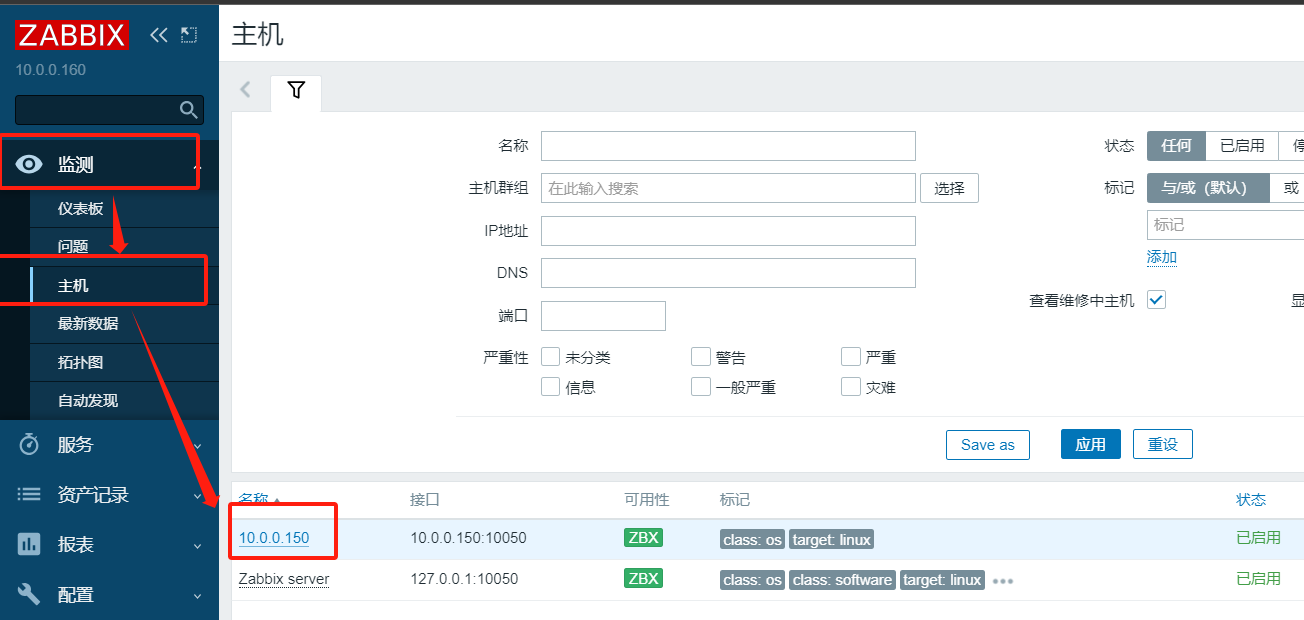 ZABBIX
10.0.0.160
监测
仪表板
问题
主机
最新数据
拓扑图
自动发现
服务
资产记录
报表
配置
主机
名称
主机群组 在此输入搜索 选择
IP地址
DNS
端口
严重性 未分类 警告 严重
信息 一般严重 灾难
状态 任何 已启用
标记 与/或（默认） 或
标记
添加
查看维修中主机
Save as 应用 重设
名称 接口 可用性 标记 状态
10.0.0.150 10.0.0.150:10050 ZBX class: os target: linux 已启用
Zabbix server 127.0.0.1:10050 ZBX class: os class: software target: linux 已启用